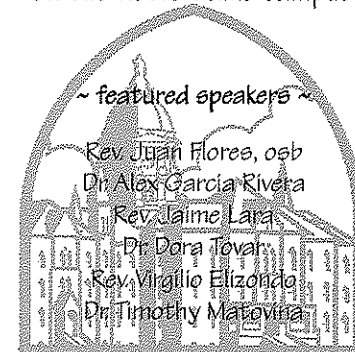 ~ featured speakers ~
Rev. Juan Flores, osb
Dr. Alex Garcia Rivera
Rev. Jaime Lara
Dr. Dora Tovar
Rev. Virgilio Elizondo
Dr. Timothy Matovina